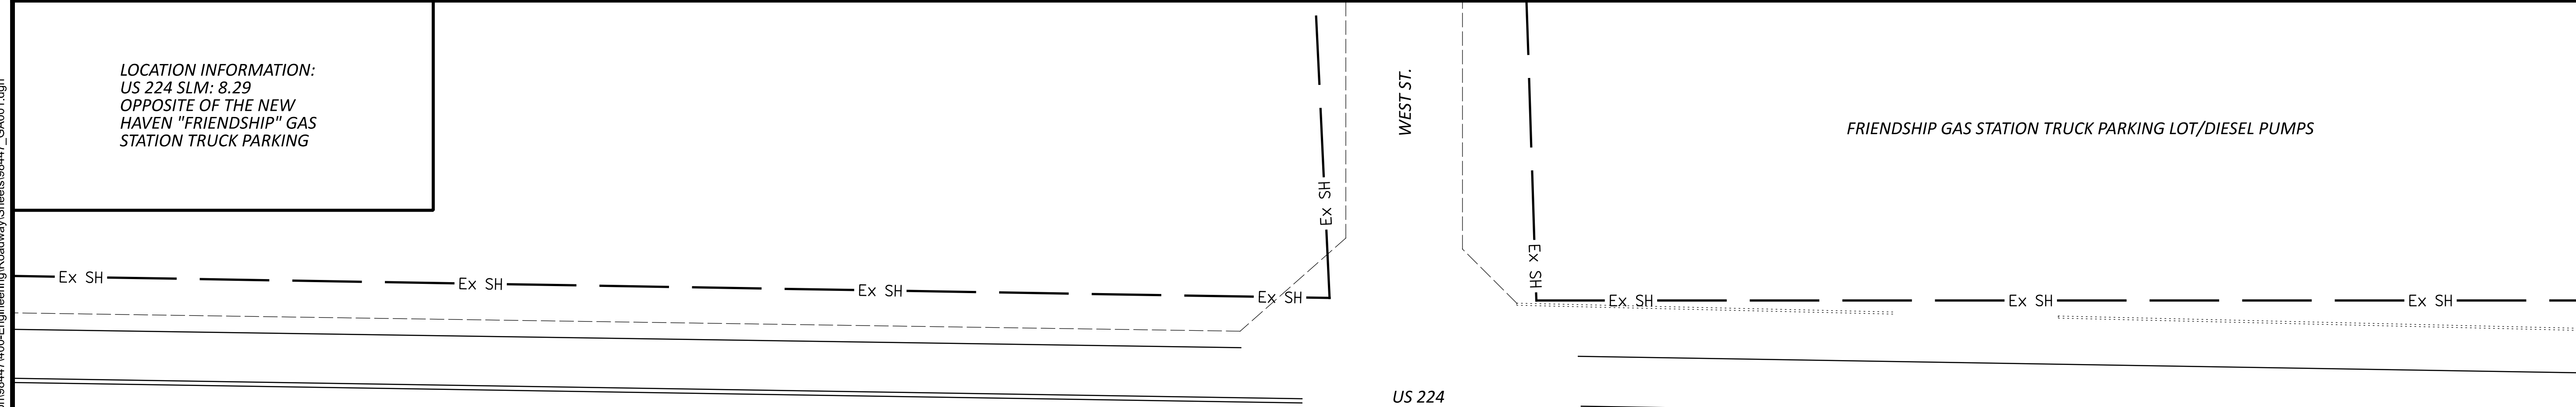 LOCATION INFORMATION:
US 224 SLM: 8.29
OPPOSITE OF THE NEW
HAVEN "FRIENDSHIP" GAS
STATION TRUCK PARKING
WEST ST.
FRIENDSHIP GAS STATION TRUCK PARKING LOT/DIESEL PUMPS
Ex SH
Ex SH
Ex SH
Ex SH
Ex SH
Ex SH
Ex SH
Ex SH
Ex SH
US 224